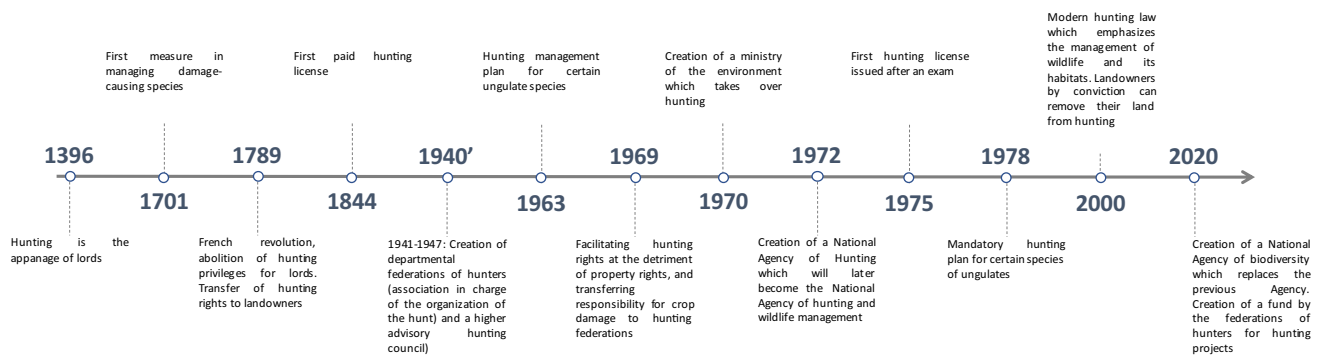 First measure in
managing damage-
causing species
First paid hunting
license
Hunting management
plan for certain
ungulate species
Creation of a ministry
of the environment
which takes over
hunting
First hunting license
issued after an exam
Modern hunting law
which emphasizes
the management of
wildlife and its
habitats. Landowners
by conviction can
remove their land
from hunting
1396
1789
1940’
1969
1972
1978
2020
1701
1844
1963
1970
1975
2000
Hunting is the
appanage of lords
French revolution,
abolition of hunting
privileges for lords.
Transfer of hunting
rights to landowners
1941-1947: Creation of
departmental
federations of hunters
(association in charge
of the organization of
the hunt) and a higher
advisory hunting
council)
Facilitating hunting
rights at the detriment
of property rights, and
transferring
responsibility for crop
damage to hunting
federations
Creation of a National
Agency of Hunting
which will later
become the National
Agency of hunting and
wildlife management
Mandatory hunting
plan for certain species
of ungulates
Creation of a National
Agency of biodiversity
which replaces the
previous Agency.
Creation of a fund by
the federations of
hunters for hunting
projects